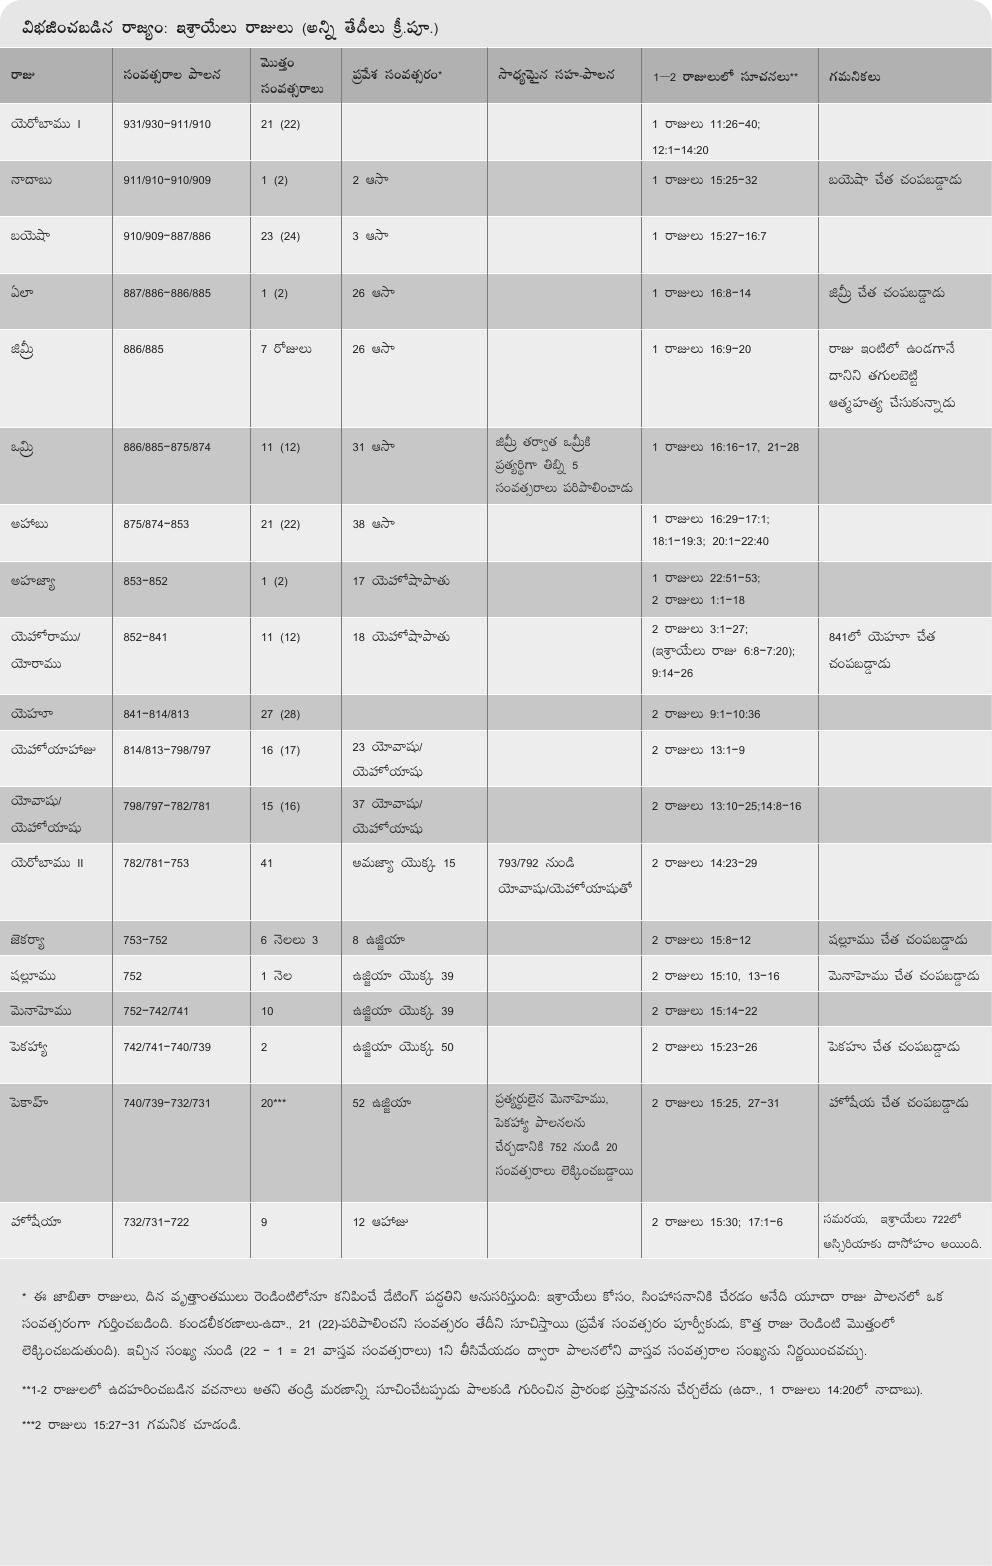 విభజించబడిన రాజ్యం: ఇశ్రాయేలు రాజులు (అన్ని తేదీలు క్రీ.పూ.)
రాజు సంవత్సరాల పాలన మొత్తం సంవత్సరాలు ప్రవేశ సంవత్సరం* సాధ్యమైన సహ-పాలన 1—2 రాజులులో సూచనలు** గమనికలు
యెరోబాము I 931/930–911/910 21 (22) 1 రాజులు 11:26–40;
12:1–14:20
నాదాబు 911/910–910/909 1 (2) 2 ఆసా 1 రాజులు 15:25–32 బయెషా చేత చంపబడ్డాడు
బయెషా 910/909–887/886 23 (24) 3 ఆసా 1 రాజులు 15:27–16:7
ఏలా 887/886–886/885 1 (2) 26 ఆసా 1 రాజులు 16:8–14 జిమ్రీ చేత చంపబడ్డాడు
జిమ్రీ 886/885 7 రోజులు 26 ఆసా 1 రాజులు 16:9–20 రాజు ఇంటిలో ఉండగానే
దానిని తగులబెట్టి
ఆత్మహత్య చేసుకున్నాడు
ఒమ్రి 886/885–875/874 11 (12) 31 ఆసా జిమ్రీ తర్వాత ఒమ్రీకి 1 రాజులు 16:16–17, 21–28
ప్రత్యర్థిగా తిబ్ని 5
సంవత్సరాలు పరిపాలించాడు
అహాబు 875/874–853 21 (22) 38 ఆసా 1 రాజులు 16:29–17:1;
18:1–19:3; 20:1–22:40
అహజ్యా 853–852 1 (2) 17 యెహోషాపాతు 1 రాజులు 22:51–53;
2 రాజులు 1:1–18
యెహోరాము/ 852–841 11 (12) 18 యెహోషాపాతు 2 రాజులు 3:1–27; 841లో యెహూ చేత
యోరాము (ఇశ్రాయేలు రాజు 6:8–7:20); చంపబడ్డాడు
9:14–26
యెహూ 841–814/813 27 (28) 2 రాజులు 9:1–10:36
యెహోయాహాజు 814/813–798/797 16 (17) 23 యోవాషు/ 2 రాజులు 13:1–9
యెహోయాషు
యోవాషు/ 798/797–782/781 15 (16) 37 యోవాషు/ 2 రాజులు 13:10–25;14:8–16
యెహోయాషు యెహోయాషు
యెరోబాము II 782/781–753 41 అమజ్యా యొక్క 15 793/792 నుండి 2 రాజులు 14:23–29
యోవాషు/యెహోయాషుతో
జెకర్యా 753–752 6 నెలలు 3 8 ఉజ్జియా 2 రాజులు 15:8–12 షల్లూము చేత చంపబడ్డాడు
షల్లూము 752 1 నెల ఉజ్జియా యొక్క 39 2 రాజులు 15:10, 13–16 మెనాహెము చేత చంపబడ్డాడు
మెనాహెము 752–742/741 10 ఉజ్జియా యొక్క 39 2 రాజులు 15:14–22
పెకహ్యా 742/741–740/739 2 ఉజ్జియా యొక్క 50 2 రాజులు 15:23–26 పెకహు చేత చంపబడ్డాడు
పెకాహ్ 740/739–732/731 20*** 52 ఉజ్జియా ప్రత్యర్థులైన మెనాహెము, 2 రాజులు 15:25, 27–31 హోషేయ చేత చంపబడ్డాడు
పెకహ్యా పాలనలను
చేర్చడానికి 752 నుండి 20
సంవత్సరాలు లెక్కించబడ్డాయి
హోషేయా 732/731–722 9 12 ఆహాజు 2 రాజులు 15:30; 17:1–6 సమరయ, ఇశ్రాయేలు 722లో
అస్సిరియాకు దాసోహం అయింది.
* ఈ జాబితా రాజులు, దిన వృత్తాంతములు రెండింటిలోనూ కనిపించే డేటింగ్ పద్ధతిని అనుసరిస్తుంది: ఇశ్రాయేలు కోసం, సింహాసనానికి చేరడం అనేది యూదా రాజు పాలనలో ఒక
సంవత్సరంగా గుర్తించబడింది. కుండలీకరణాలు-ఉదా., 21 (22)-పరిపాలించని సంవత్సరం తేదీని సూచిస్తాయి (ప్రవేశ సంవత్సరం పూర్వీకుడు, కొత్త రాజు రెండింటి మొత్తంలో
లెక్కించబడుతుంది). ఇచ్చిన సంఖ్య నుండి (22 – 1 = 21 వాస్తవ సంవత్సరాలు) 1ని తీసివేయడం ద్వారా పాలనలోని వాస్తవ సంవత్సరాల సంఖ్యను నిర్ణయించవచ్చు.
**1-2 రాజులలో ఉదహరించబడిన వచనాలు అతని తండ్రి మరణాన్ని సూచించేటప్పుడు పాలకుడి గురించిన ప్రారంభ ప్రస్తావనను చేర్చలేదు (ఉదా., 1 రాజులు 14:20లో నాదాబు).
***2 రాజులు 15:27–31 గమనిక చూడండి.